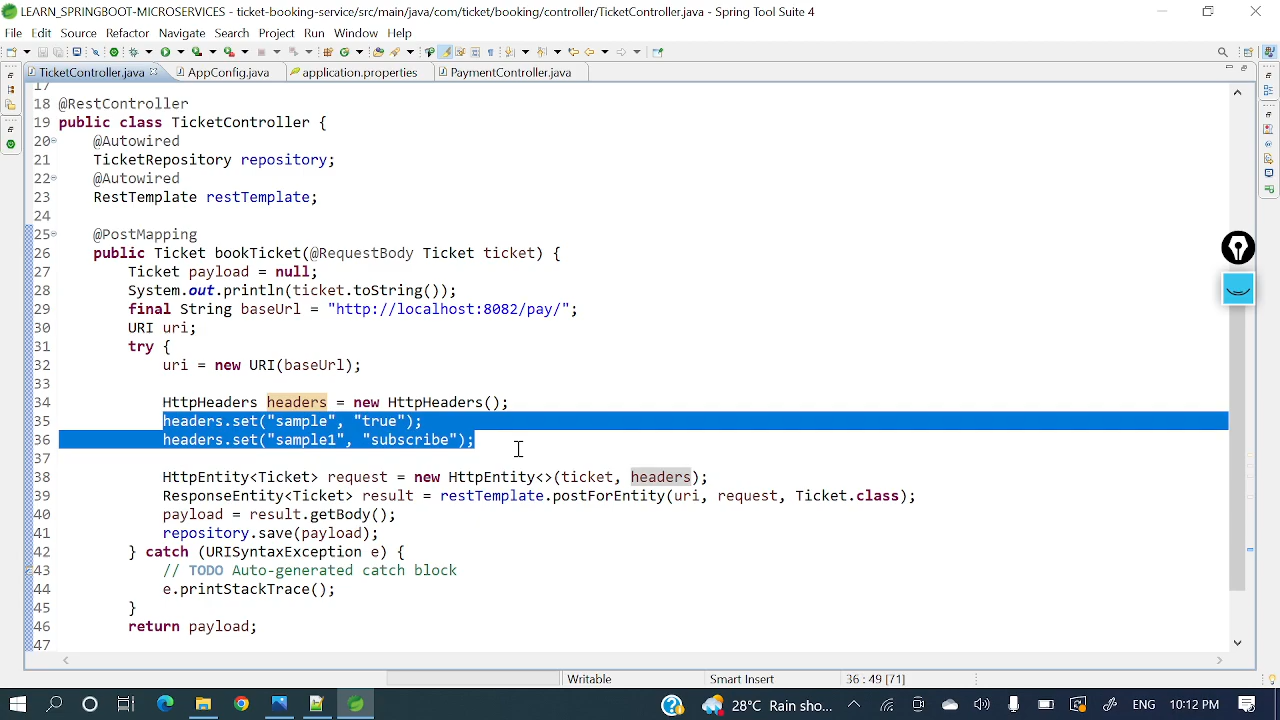 LEARN_SPRINGBOOT-MICROSERVICES - ticket-booking-service/src/main/java/com/ticket/booking/controller/TicketController.java - Spring Tool Suite 4
File Edit Source Refactor Navigate Search Project Run Window Help
TicketController.java AppConfig.java application.properties PaymentController.java
17
18 @RestController
19 public class TicketController {
20 @Autowired
21 TicketRepository repository;
22 @Autowired
23 RestTemplate restTemplate;
24
25 @PostMapping
26 public Ticket bookTicket(@RequestBody Ticket ticket) {
27 Ticket payload = null;
28 System.out.println(ticket.toString());
29 final String baseUrl = "http://localhost:8082/pay/";
30 URI uri;
31 try {
32 uri = new URI(baseUrl);
33
34 HttpHeaders headers = new HttpHeaders();
35 headers.set("sample", "true");
36 headers.set("sample1", "subscribe");
37
38 HttpEntity<Ticket> request = new HttpEntity<>(ticket, headers);
39 ResponseEntity<Ticket> result = restTemplate.postForEntity(uri, request, Ticket.class);
40 payload = result.getBody();
41 repository.save(payload);
42 } catch (URISyntaxException e) {
43 // TODO Auto-generated catch block
44 e.printStackTrace();
45 }
46 return payload;
47
Writable Smart Insert 36 : 49 [71]
28°C Rain sho... ENG 10:12 PM